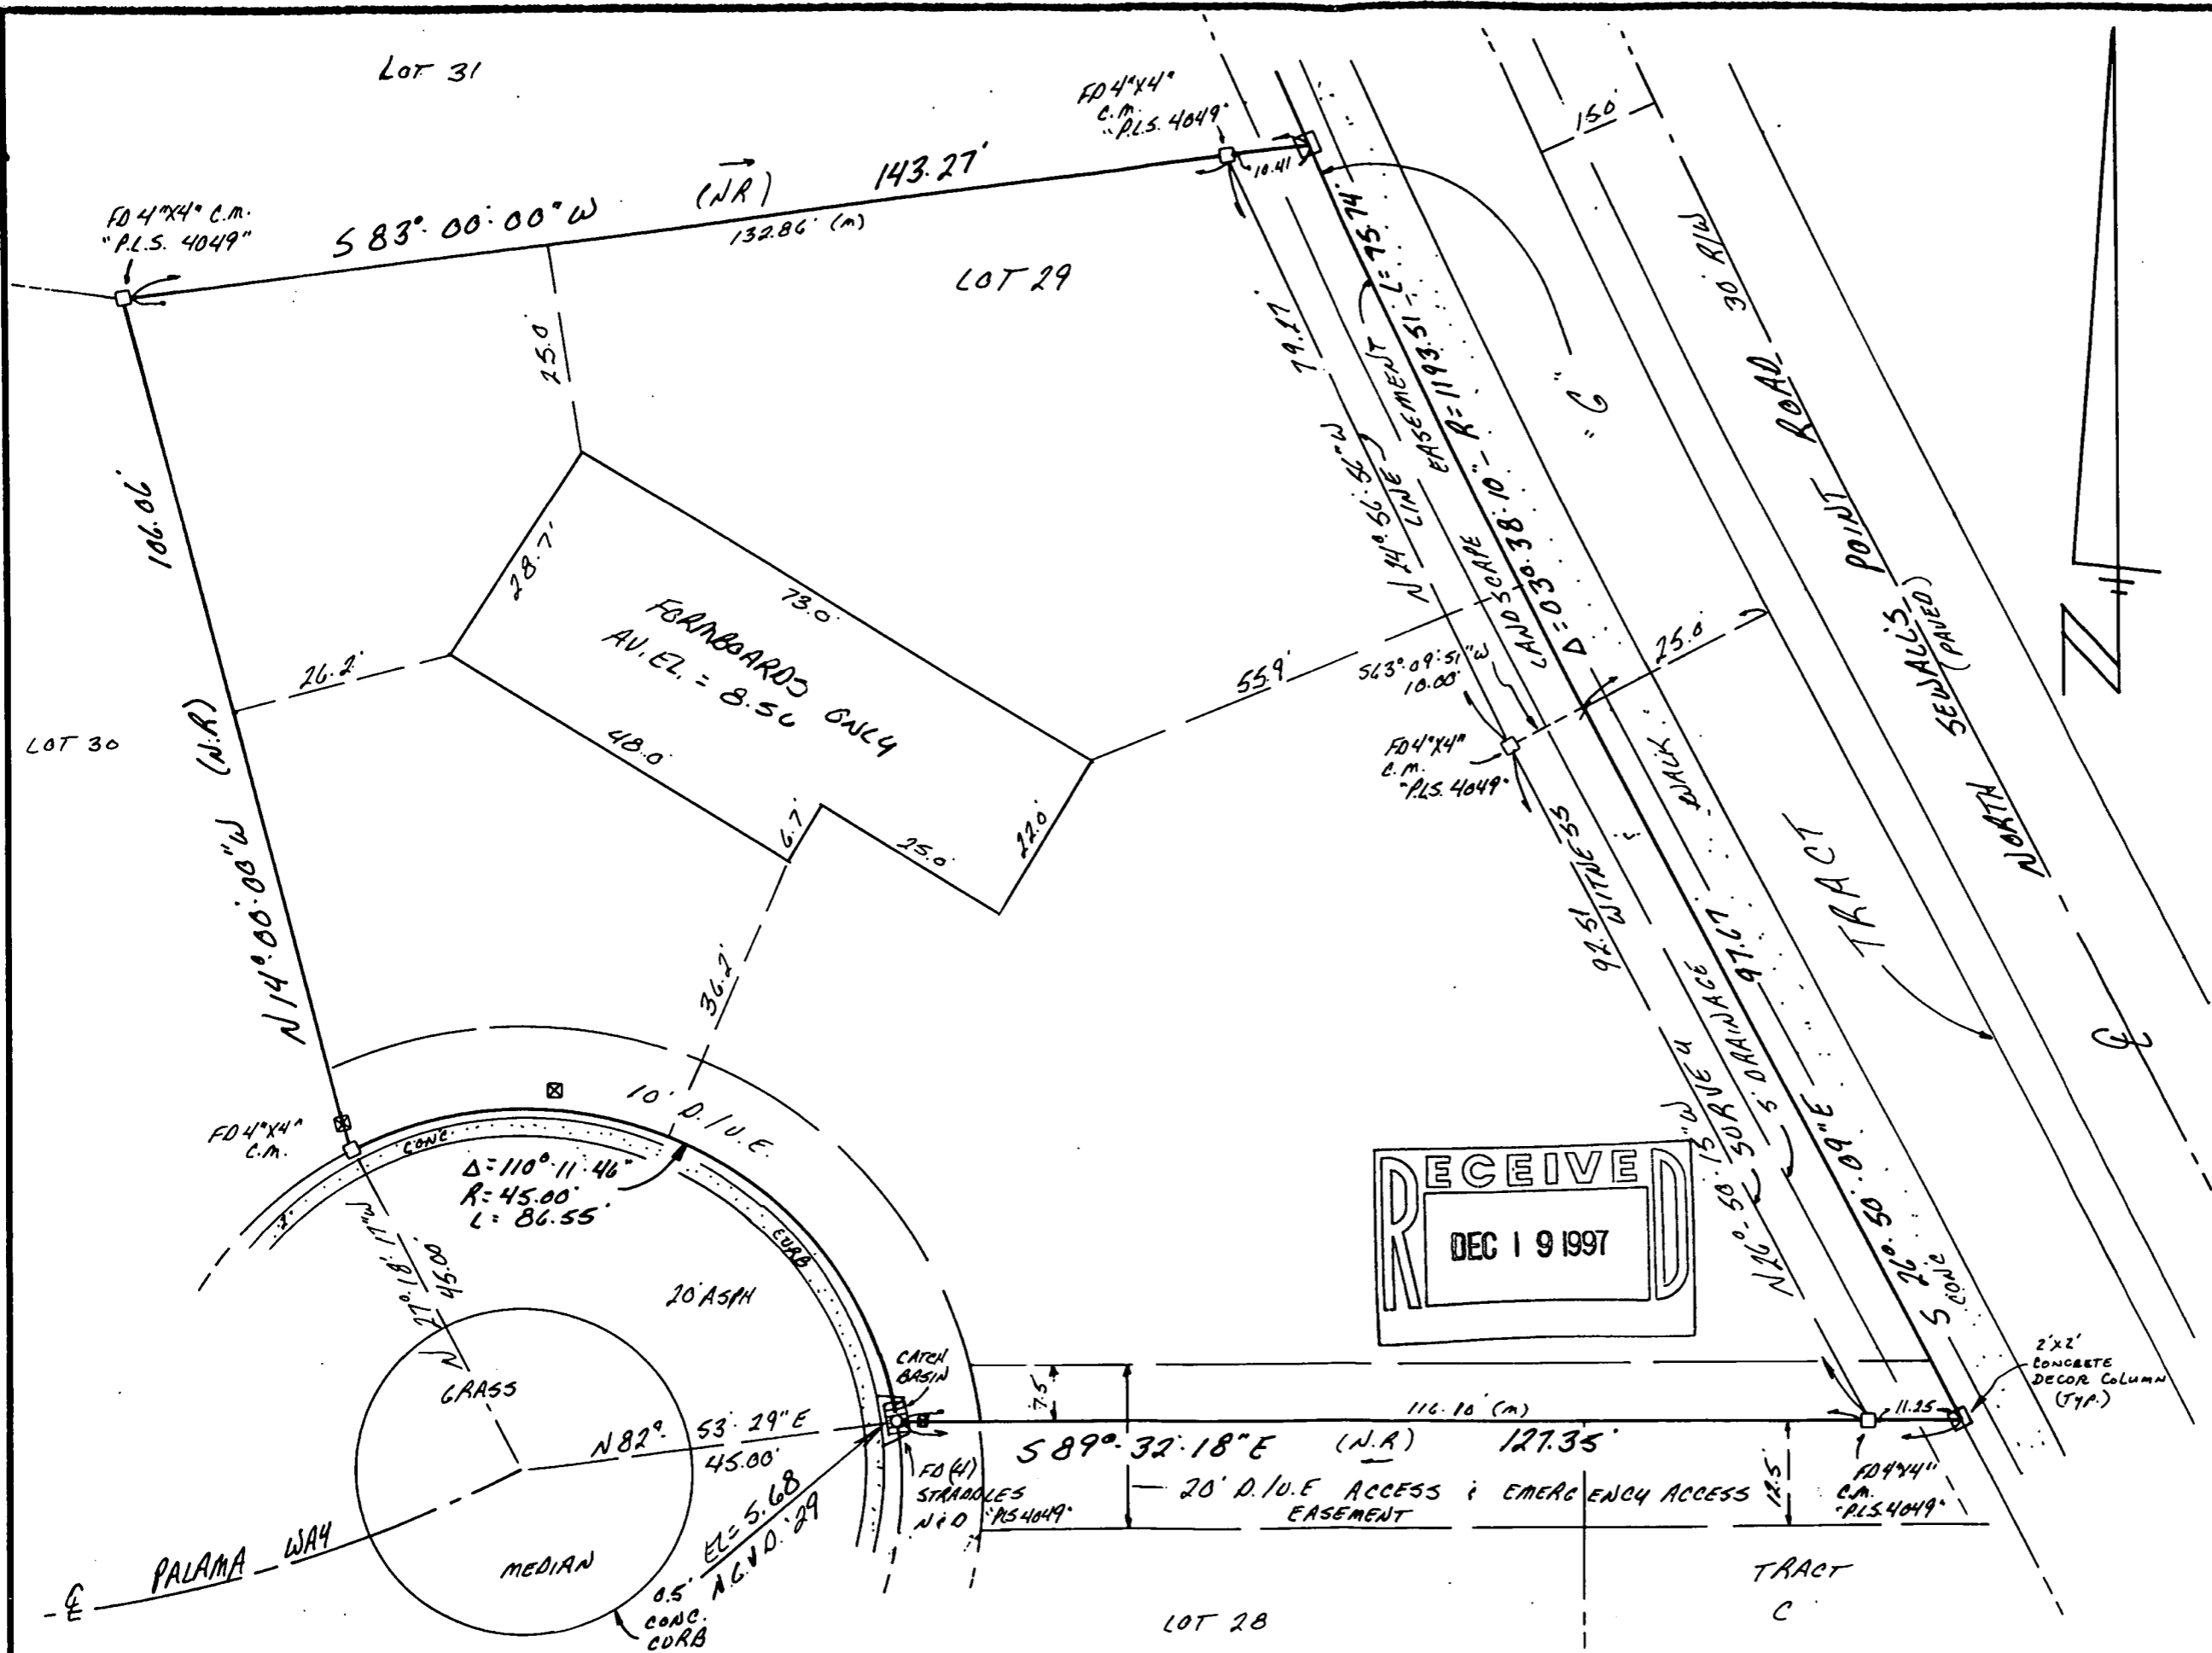 LOT 31
FD 4"X4"
C.M.
"P.L.S. 4049"
150'
FD 4"X4" C.M.
"P.L.S. 4049"
S 83°·00'·00" W
(NR)
143.27'
132.86' (m)
10.41
LOT 29
25.0'
79.17'
N 24°·56'·56" W
LINE
LANDSCAPE EASEMENT
Δ=03°·38'·10" - R=1193.51' - L=75.74'
"C"
30' R/W
NORTH SEWALL'S POINT ROAD
(PAVED)
106.06'
N 14°·00'·00" W (N.R)
28.7'
73.0'
FORMBOARDS ONLY
AV. EL. = 8.56
26.2'
48.0'
6.7'
25.0'
22.0'
55.9'
S63°·09'·51" W
10.00'
25.0'
FD 4"X4"
C.M.
"P.L.S. 4049"
LOT 30
36.2'
92.51
WITNESS
WALK
TRACT
N26°·50'·15" W
SURVEY
5' DRAINAGE
97.67
S 26°·50'·09" E
CONC
℄
10' D./U.E.
FD 4"X4"
C.M.
CONC
Δ=110°·11'·46"
R=45.00'
L=86.55'
2'
CURB
N 27°·18'·17" W
45.00'
20' ASPH
RECEIVED
DEC 19 1997
GRASS
CATCH
BASIN
7.5
116.10' (m)
11.25
2'x2'
CONCRETE
DECOR COLUMN
(TYP.)
N 82°·53'·29" E
45.00'
S 89°·32'·18" E
(N.R)
127.35'
FD (4)
STRADDLES
N&D "PLS 4049"
20' D./U.E ACCESS & EMERGENCY ACCESS
EASEMENT
12.5
FD 4"X4"
C.M.
"P.L.S. 4049"
EL= 5.68
N.G.V.D. '29
℄ PALAMA WAY
MEDIAN
0.5'
CONC.
CURB
LOT 28
TRACT
C
N